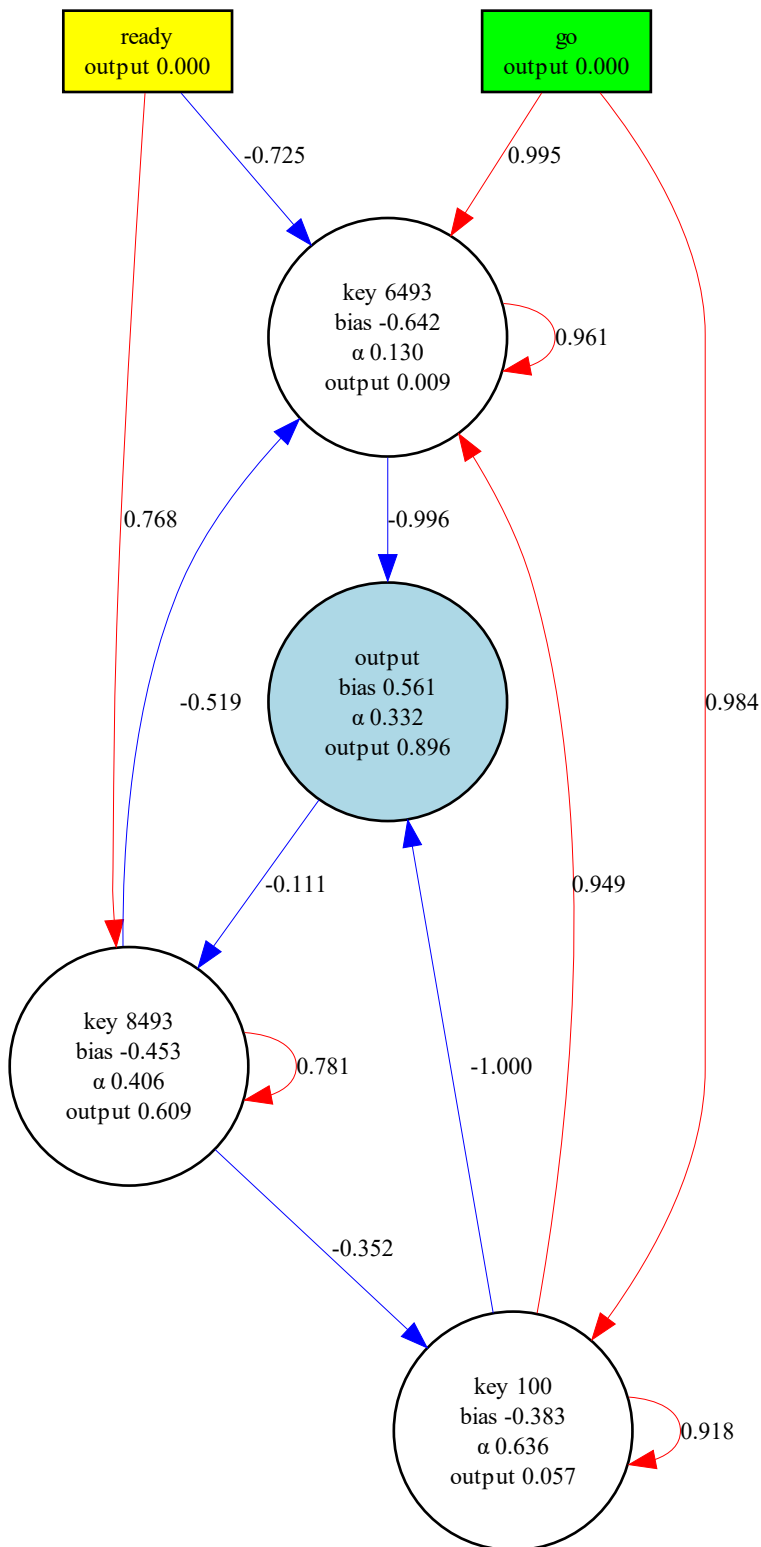 ready
output 0.000
go
output 0.000
-0.725
0.995
key 6493
bias -0.642
α 0.130
output 0.009
0.961
0.768
-0.996
-0.519
output
bias 0.561
α 0.332
output 0.896
0.984
-0.111
0.949
key 8493
bias -0.453
α 0.406
output 0.609
0.781
-1.000
-0.352
key 100
bias -0.383
α 0.636
output 0.057
0.918